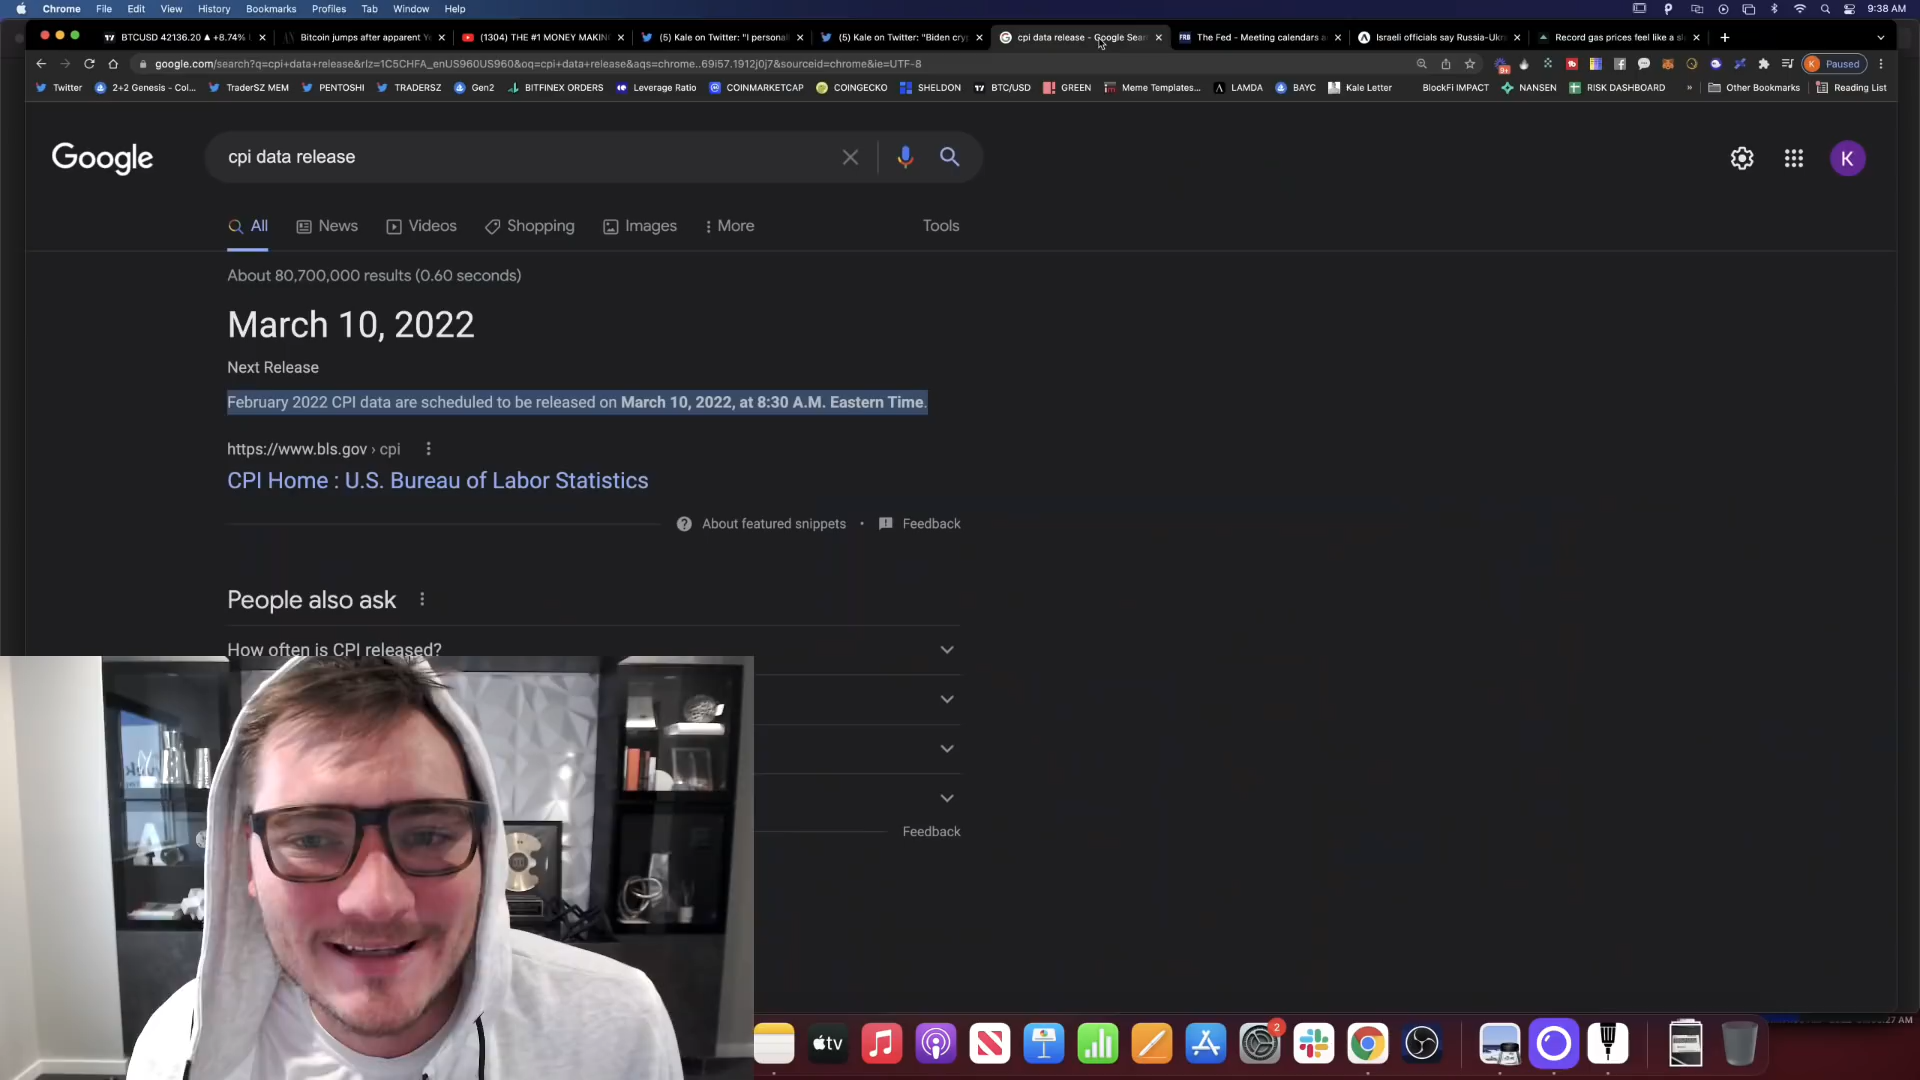 Chrome File Edit View History Bookmarks Profiles Tab Window Help 9:38 AM
BTCUSD 42136.20 ▲ +8.74% Bitcoin jumps after apparent (1304) THE #1 MONEY MAKIN (5) Kale on Twitter: "I persona (5) Kale on Twitter: "Biden cry cpi data release - Google Sear The Fed - Meeting calendars a Israeli officials say Russia-Uk Record gas prices feel like a
google.com/search?q=cpi+data+release&rlz=1C5CHFA_enUS960US960&oq=cpi+data+release&aqs=chrome..69i57.1912j0j7&sourceid=chrome&ie=UTF-8 9+ K Paused
Twitter 2+2 Genesis - Col... TraderSZ MEM PENTOSHI TRADERSZ Gen2 BITFINEX ORDERS Leverage Ratio COINMARKETCAP COINGECKO SHELDON BTC/USD GREEN Meme Templates... LAMDA BAYC Kale Letter BlockFi IMPACT NANSEN RISK DASHBOARD » Other Bookmarks Reading List
Google cpi data release K
All News Videos Shopping Images More Tools
About 80,700,000 results (0.60 seconds)
March 10, 2022
Next Release
February 2022 CPI data are scheduled to be released on March 10, 2022, at 8:30 A.M. Eastern Time.
https://www.bls.gov › cpi
CPI Home : U.S. Bureau of Labor Statistics
About featured snippets • Feedback
People also ask
How often is CPI released?
Feedback
tv 2